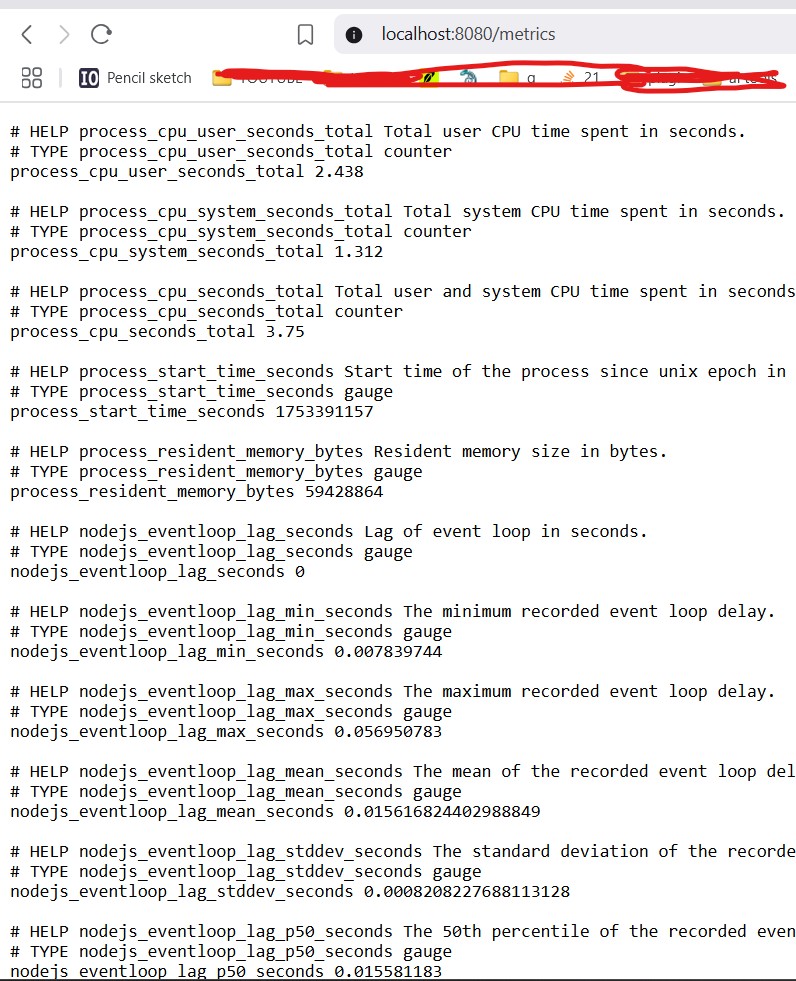 localhost:8080/metrics
Pencil sketch
q
21
# HELP process_cpu_user_seconds_total Total user CPU time spent in seconds.
# TYPE process_cpu_user_seconds_total counter
process_cpu_user_seconds_total 2.438
# HELP process_cpu_system_seconds_total Total system CPU time spent in seconds.
# TYPE process_cpu_system_seconds_total counter
process_cpu_system_seconds_total 1.312
# HELP process_cpu_seconds_total Total user and system CPU time spent in seconds
# TYPE process_cpu_seconds_total counter
process_cpu_seconds_total 3.75
# HELP process_start_time_seconds Start time of the process since unix epoch in
# TYPE process_start_time_seconds gauge
process_start_time_seconds 1753391157
# HELP process_resident_memory_bytes Resident memory size in bytes.
# TYPE process_resident_memory_bytes gauge
process_resident_memory_bytes 59428864
# HELP nodejs_eventloop_lag_seconds Lag of event loop in seconds.
# TYPE nodejs_eventloop_lag_seconds gauge
nodejs_eventloop_lag_seconds 0
# HELP nodejs_eventloop_lag_min_seconds The minimum recorded event loop delay.
# TYPE nodejs_eventloop_lag_min_seconds gauge
nodejs_eventloop_lag_min_seconds 0.007839744
# HELP nodejs_eventloop_lag_max_seconds The maximum recorded event loop delay.
# TYPE nodejs_eventloop_lag_max_seconds gauge
nodejs_eventloop_lag_max_seconds 0.056950783
# HELP nodejs_eventloop_lag_mean_seconds The mean of the recorded event loop del
# TYPE nodejs_eventloop_lag_mean_seconds gauge
nodejs_eventloop_lag_mean_seconds 0.015616824402988849
# HELP nodejs_eventloop_lag_stddev_seconds The standard deviation of the recorde
# TYPE nodejs_eventloop_lag_stddev_seconds gauge
nodejs_eventloop_lag_stddev_seconds 0.0008208227688113128
# HELP nodejs_eventloop_lag_p50_seconds The 50th percentile of the recorded even
# TYPE nodejs_eventloop_lag_p50_seconds gauge
nodejs_eventloop_lag_p50_seconds 0.015581183